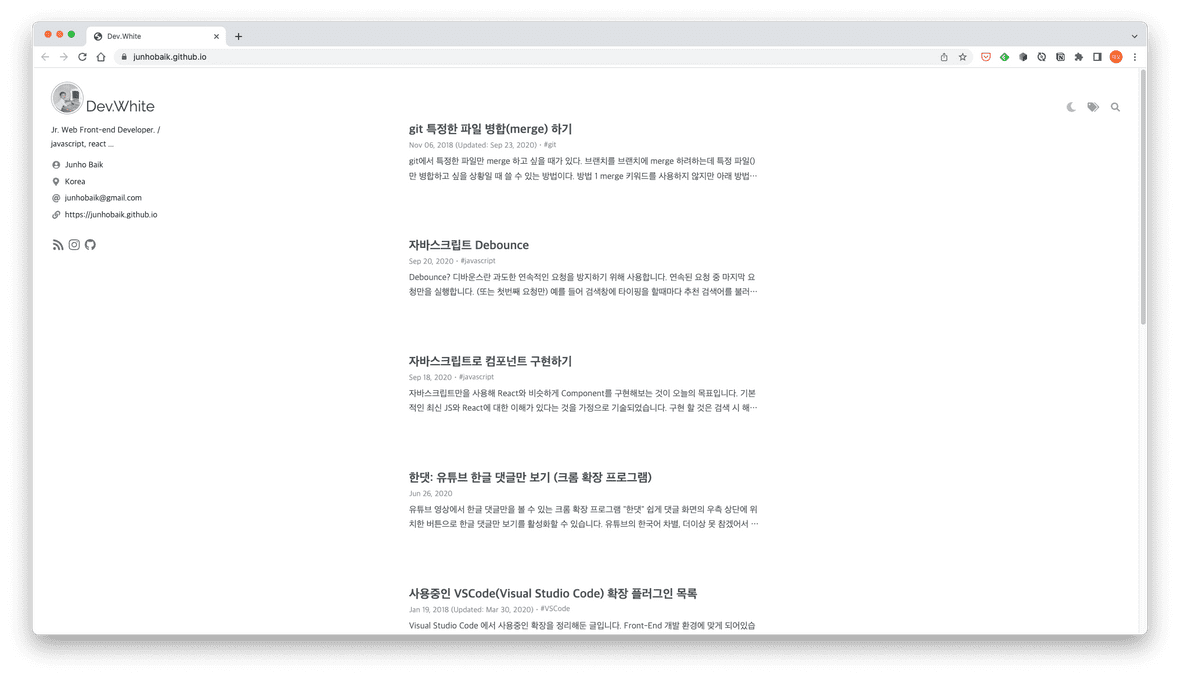 Dev.White
junhobaik.github.io
Dev.White
Jr. Web Front-end Developer. /
javascript, react ...
Junho Baik
Korea
junhobaik@gmail.com
https://junhobaik.github.io
git 특정한 파일 병합(merge) 하기
Nov 06, 2018 (Updated: Sep 23, 2020) · #git
git에서 특정한 파일만 merge 하고 싶을 때가 있다. 브랜치를 브랜치에 merge 하려하는데 특정 파일()
만 병합하고 싶을 상황일 때 쓸 수 있는 방법이다. 방법 1 merge 키워드를 사용하지 않지만 아래 방법…
자바스크립트 Debounce
Sep 20, 2020 · #javascript
Debounce? 디바운스란 과도한 연속적인 요청을 방지하기 위해 사용합니다. 연속된 요청 중 마지막 요
청만을 실행합니다. (또는 첫번째 요청만) 예를 들어 검색창에 타이핑을 할때마다 추천 검색어를 불러…
자바스크립트로 컴포넌트 구현하기
Sep 18, 2020 · #javascript
자바스크립트만을 사용해 React와 비슷하게 Component를 구현해보는 것이 오늘의 목표입니다. 기본
적인 최신 JS와 React에 대한 이해가 있다는 것을 가정으로 기술되었습니다. 구현 할 것은 검색 시 해…
한댓: 유튜브 한글 댓글만 보기 (크롬 확장 프로그램)
Jun 26, 2020
유튜브 영상에서 한글 댓글만을 볼 수 있는 크롬 확장 프로그램 "한댓" 쉽게 댓글 화면의 우측 상단에 위
치한 버튼으로 한글 댓글만 보기를 활성화할 수 있습니다. 유튜브의 한국어 차별, 더이상 못 참겠어서 …
사용중인 VSCode(Visual Studio Code) 확장 플러그인 목록
Jan 19, 2018 (Updated: Mar 30, 2020) · #VSCode
Visual Studio Code 에서 사용중인 확장을 정리해둔 글입니다. Front-End 개발 환경에 맞게 되어있습